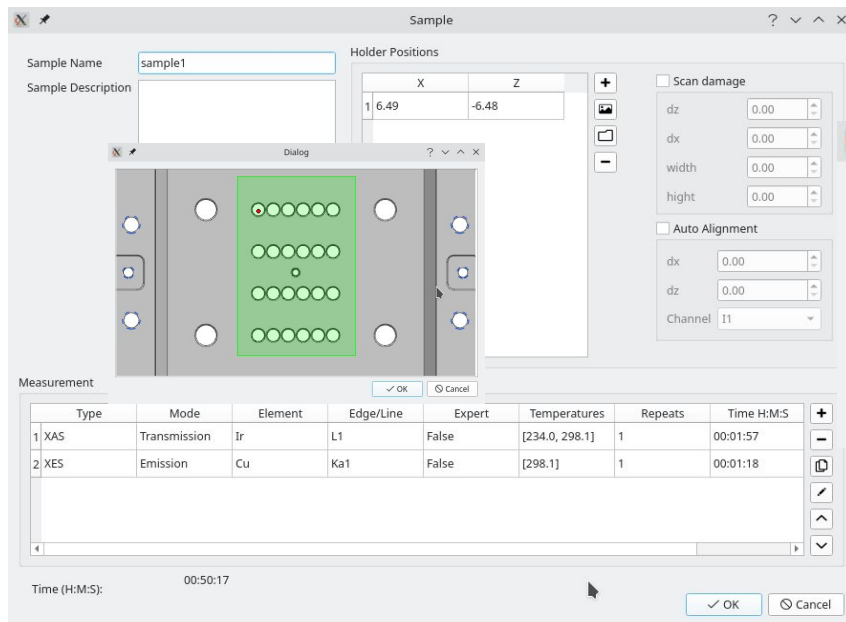 Sample
Sample Name
sample1
Sample Description
Holder Positions
X Z
1 6.49 -6.48
Scan damage
dz 0.00
dx 0.00
width 0.00
hight 0.00
Auto Alignment
dx 0.00
dz 0.00
Channel I1
Dialog
OK Cancel
Measurement
Type Mode Element Edge/Line Expert Temperatures Repeats Time H:M:S
1 XAS Transmission Ir L1 False [234.0, 298.1] 1 00:01:57
2 XES Emission Cu Ka1 False [298.1] 1 00:01:18
Time (H:M:S): 00:50:17
OK Cancel